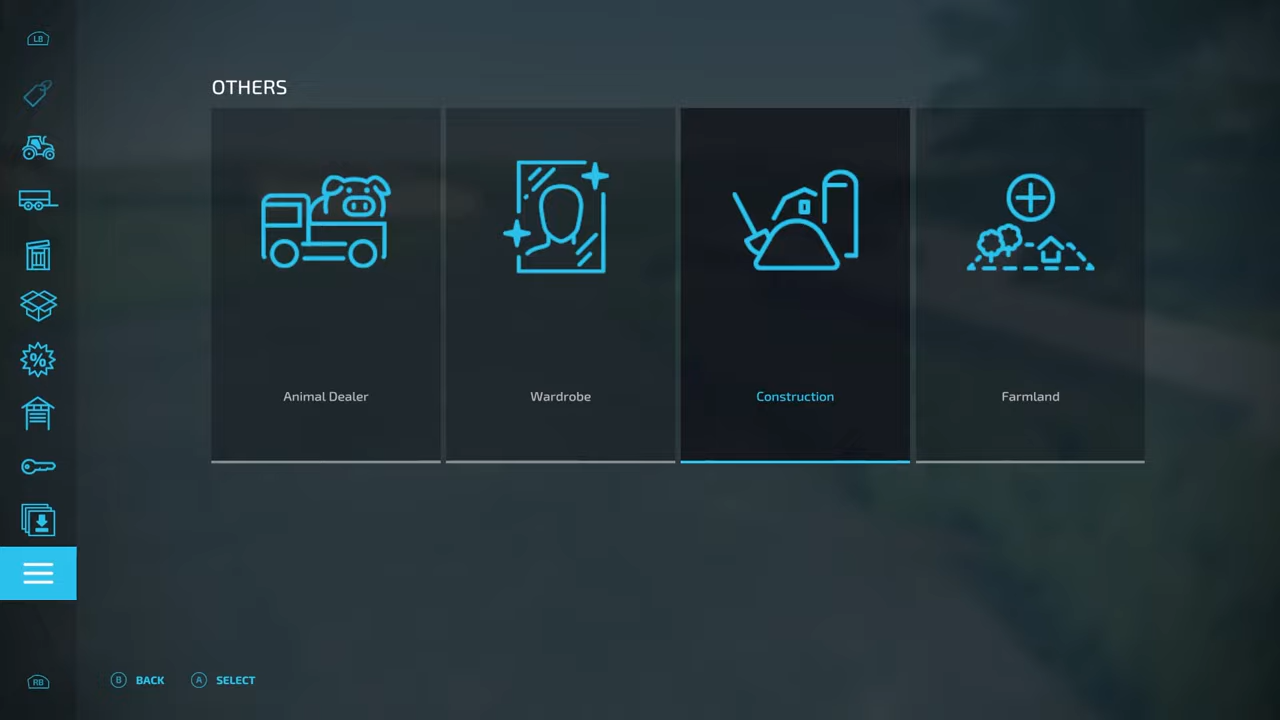 LB
OTHERS
%
Animal Dealer
Wardrobe
Construction
Farmland
B BACK A SELECT
RB